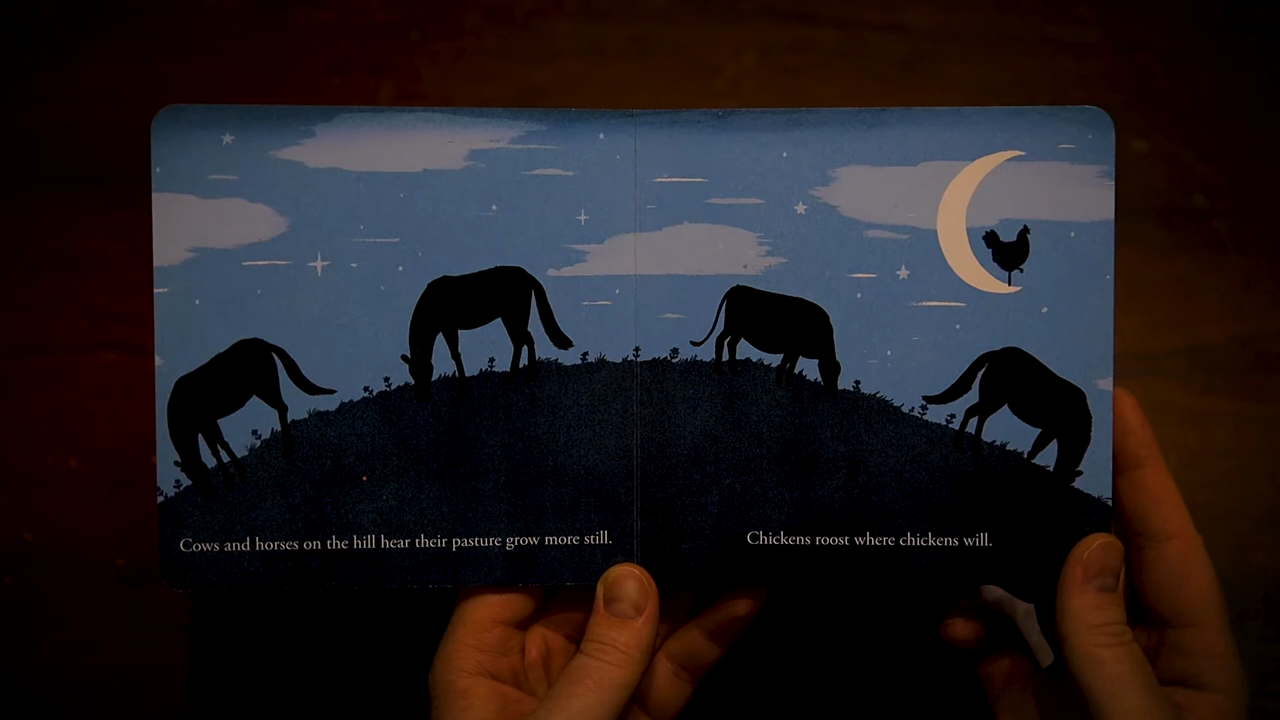 Cows and horses on the hill hear their pasture grow more still.
Chickens roost where chickens will.